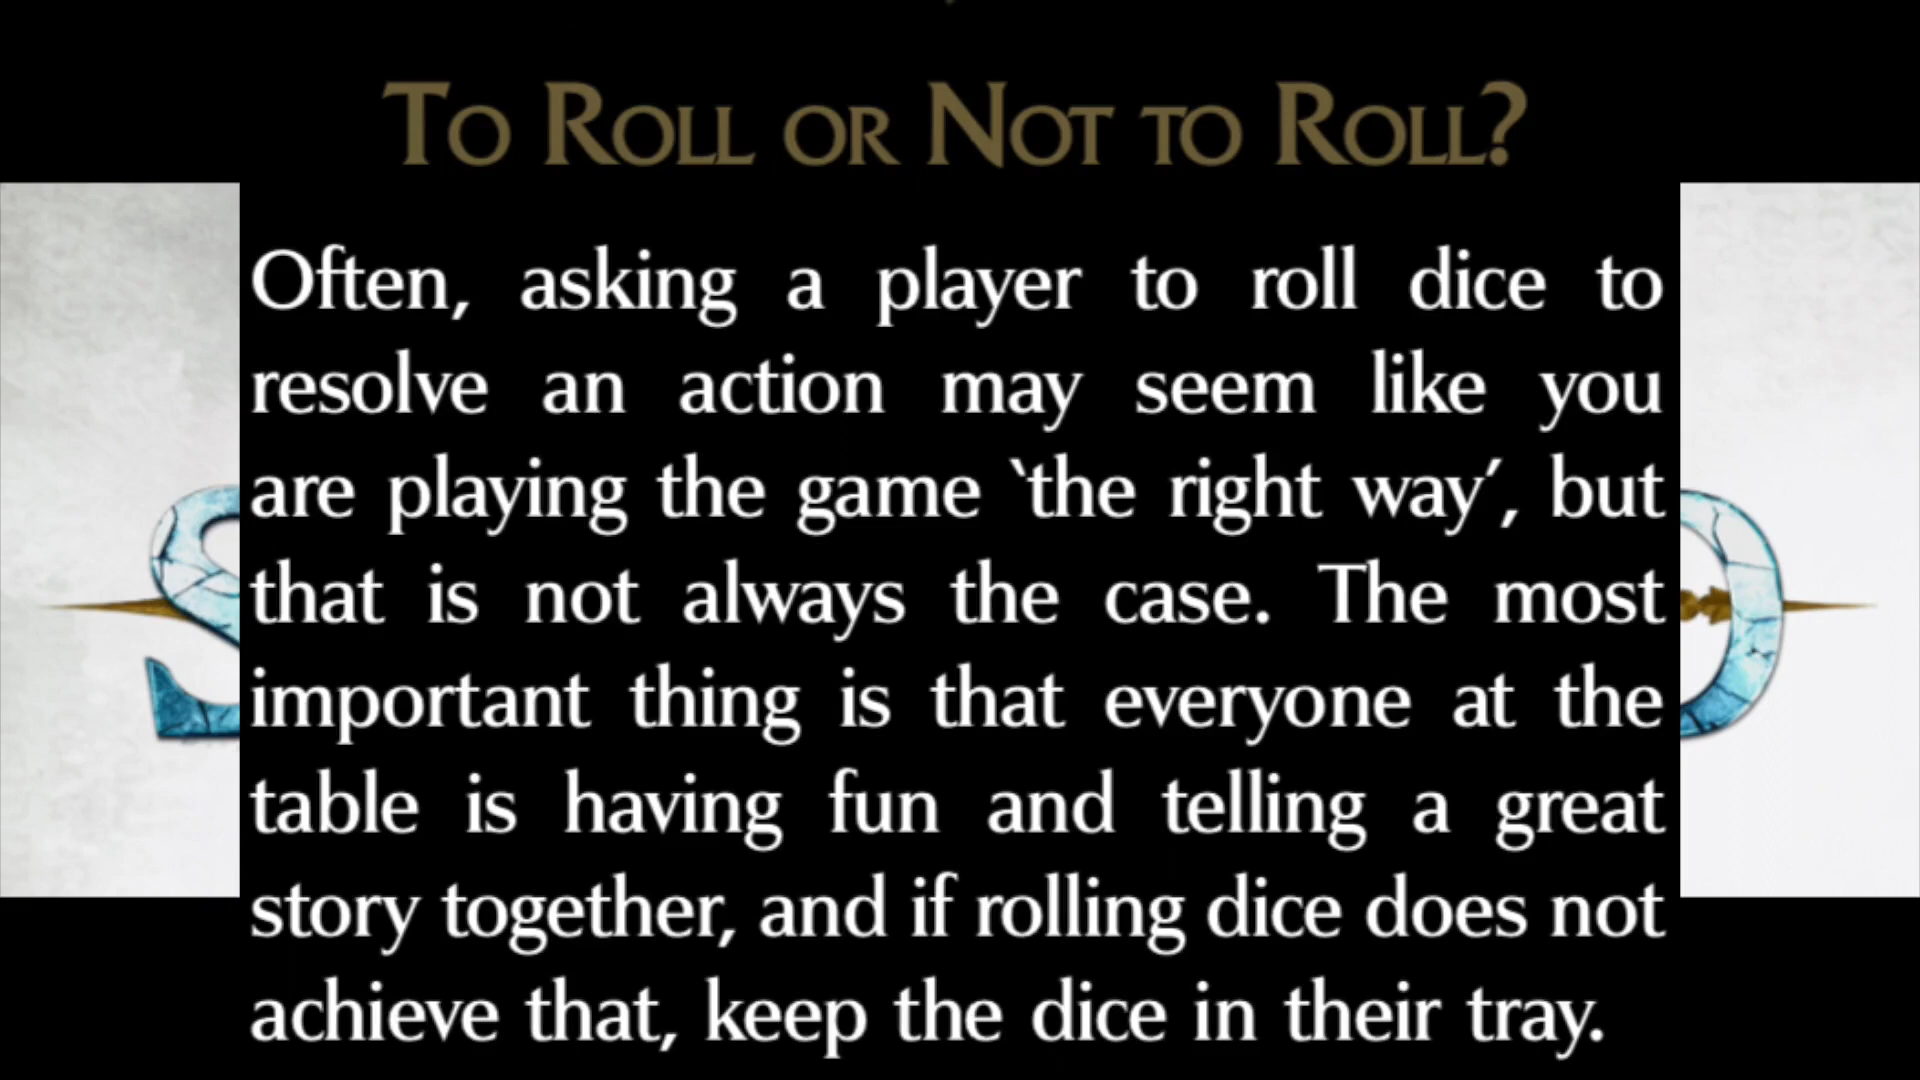 To Roll or Not to Roll?
Often, asking a player to roll dice to
resolve an action may seem like you
are playing the game ‵the right way′, but
that is not always the case. The most
important thing is that everyone at the
table is having fun and telling a great
story together, and if rolling dice does not
achieve that, keep the dice in their tray.